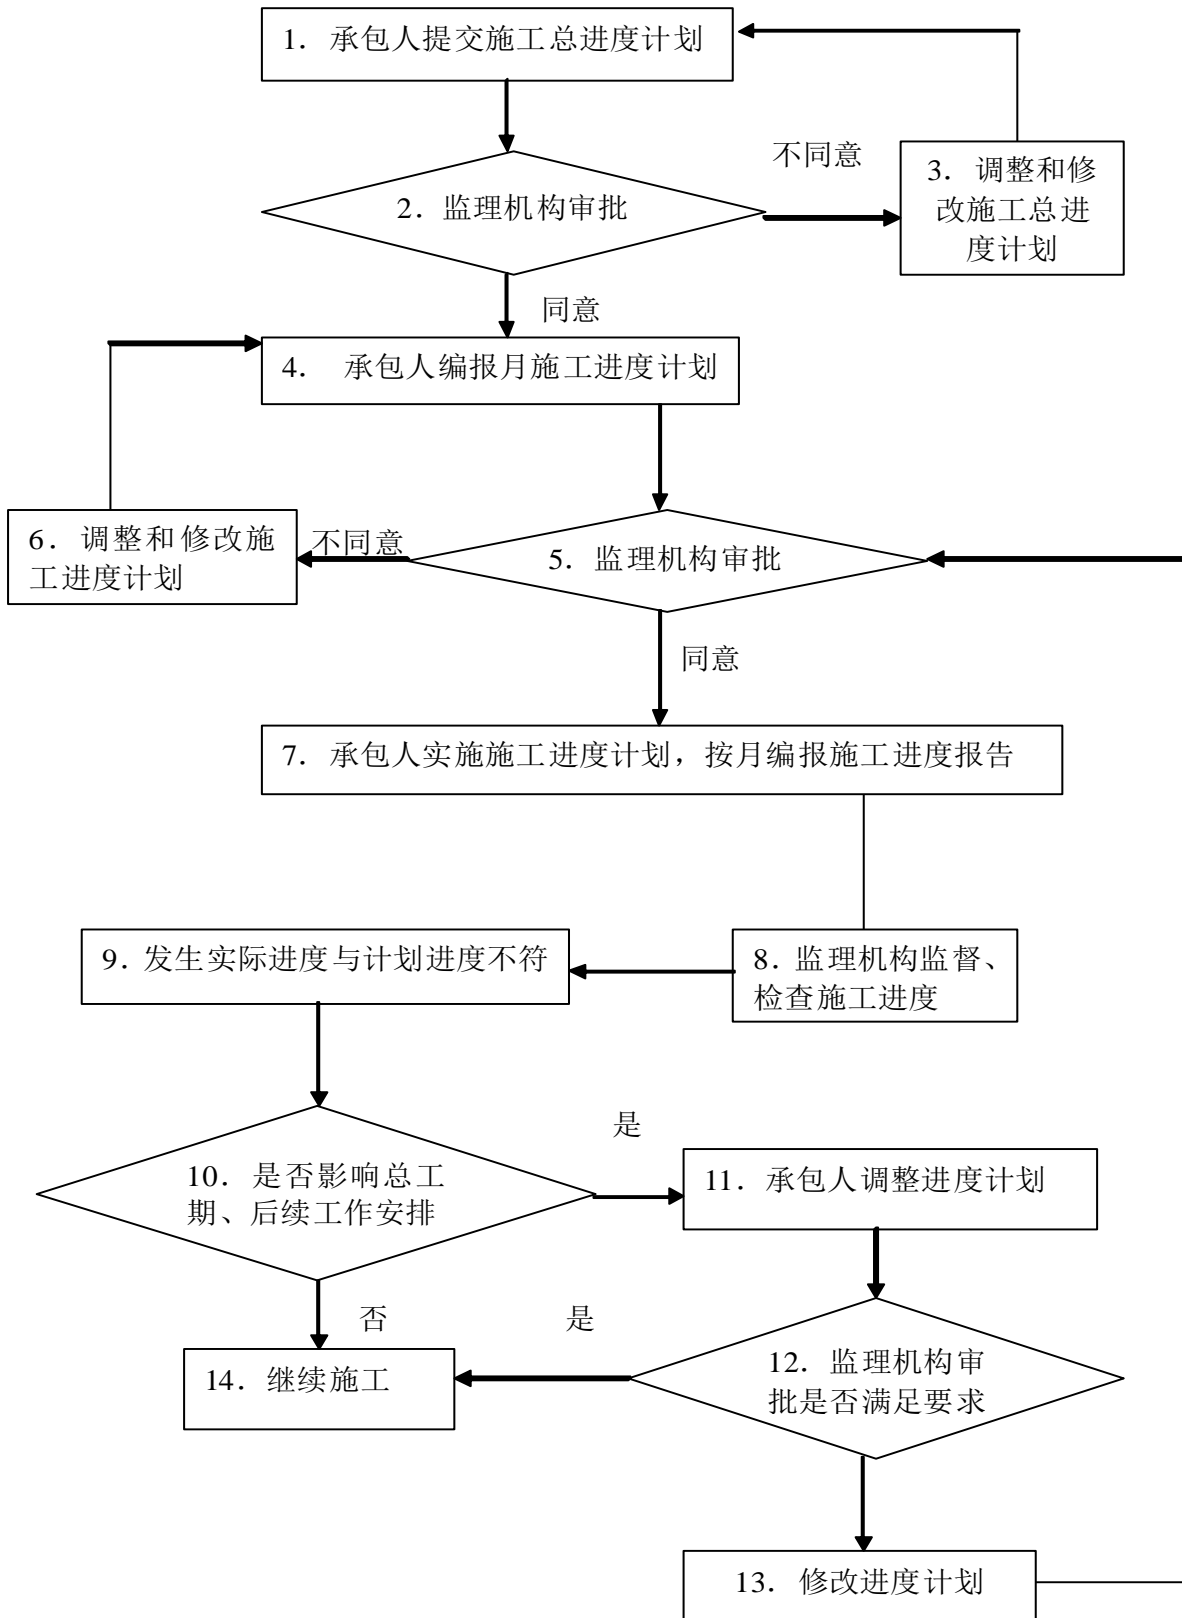 1．承包人提交施工总进度计划
不同意
2．监理机构审批
3．调整和修
改施工总进
度计划
同意
4． 承包人编报月施工进度计划
6．调整和修改施
工进度计划
不同意
5．监理机构审批
同意
7．承包人实施施工进度计划，按月编报施工进度报告
9．发生实际进度与计划进度不符
8．监理机构监督、
检查施工进度
是
10．是否影响总工
期、后续工作安排
11．承包人调整进度计划
否
是
14．继续施工
12．监理机构审
批是否满足要求
13．修改进度计划